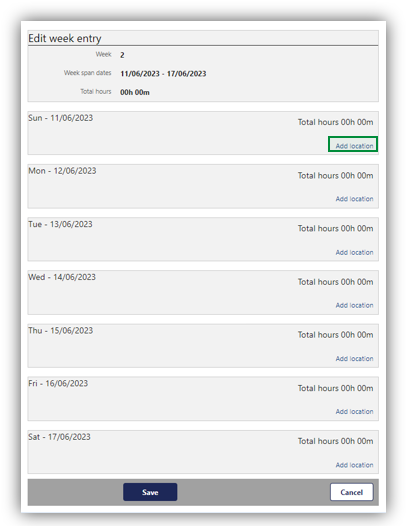 Edit week entry
Week 2
Week span dates 11/06/2023 - 17/06/2023
Total hours 00h 00m
Sun - 11/06/2023
Total hours 00h 00m
Add location
Mon - 12/06/2023
Total hours 00h 00m
Add location
Tue - 13/06/2023
Total hours 00h 00m
Add location
Wed - 14/06/2023
Total hours 00h 00m
Add location
Thu - 15/06/2023
Total hours 00h 00m
Add location
Fri - 16/06/2023
Total hours 00h 00m
Add location
Sat - 17/06/2023
Total hours 00h 00m
Add location
Save Cancel